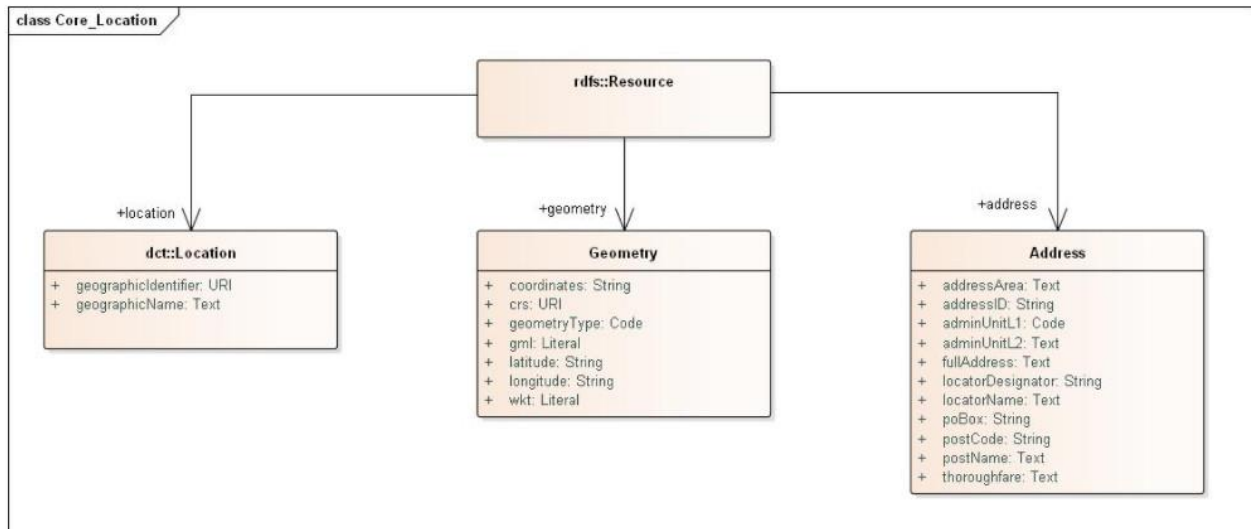 class Core_Location
rdfs::Resource
+location
+geometry
+address
dct::Location
+ geographicIdentifier: URI
+ geographicName: Text
Geometry
+ coordinates: String
+ crs: URI
+ geometryType: Code
+ gml: Literal
+ latitude: String
+ longitude: String
+ wkt: Literal
Address
+ addressArea: Text
+ addressID: String
+ adminUnitL1: Code
+ adminUnitL2: Text
+ fullAddress: Text
+ locatorDesignator: String
+ locatorName: Text
+ poBox: String
+ postCode: String
+ postName: Text
+ thoroughfare: Text